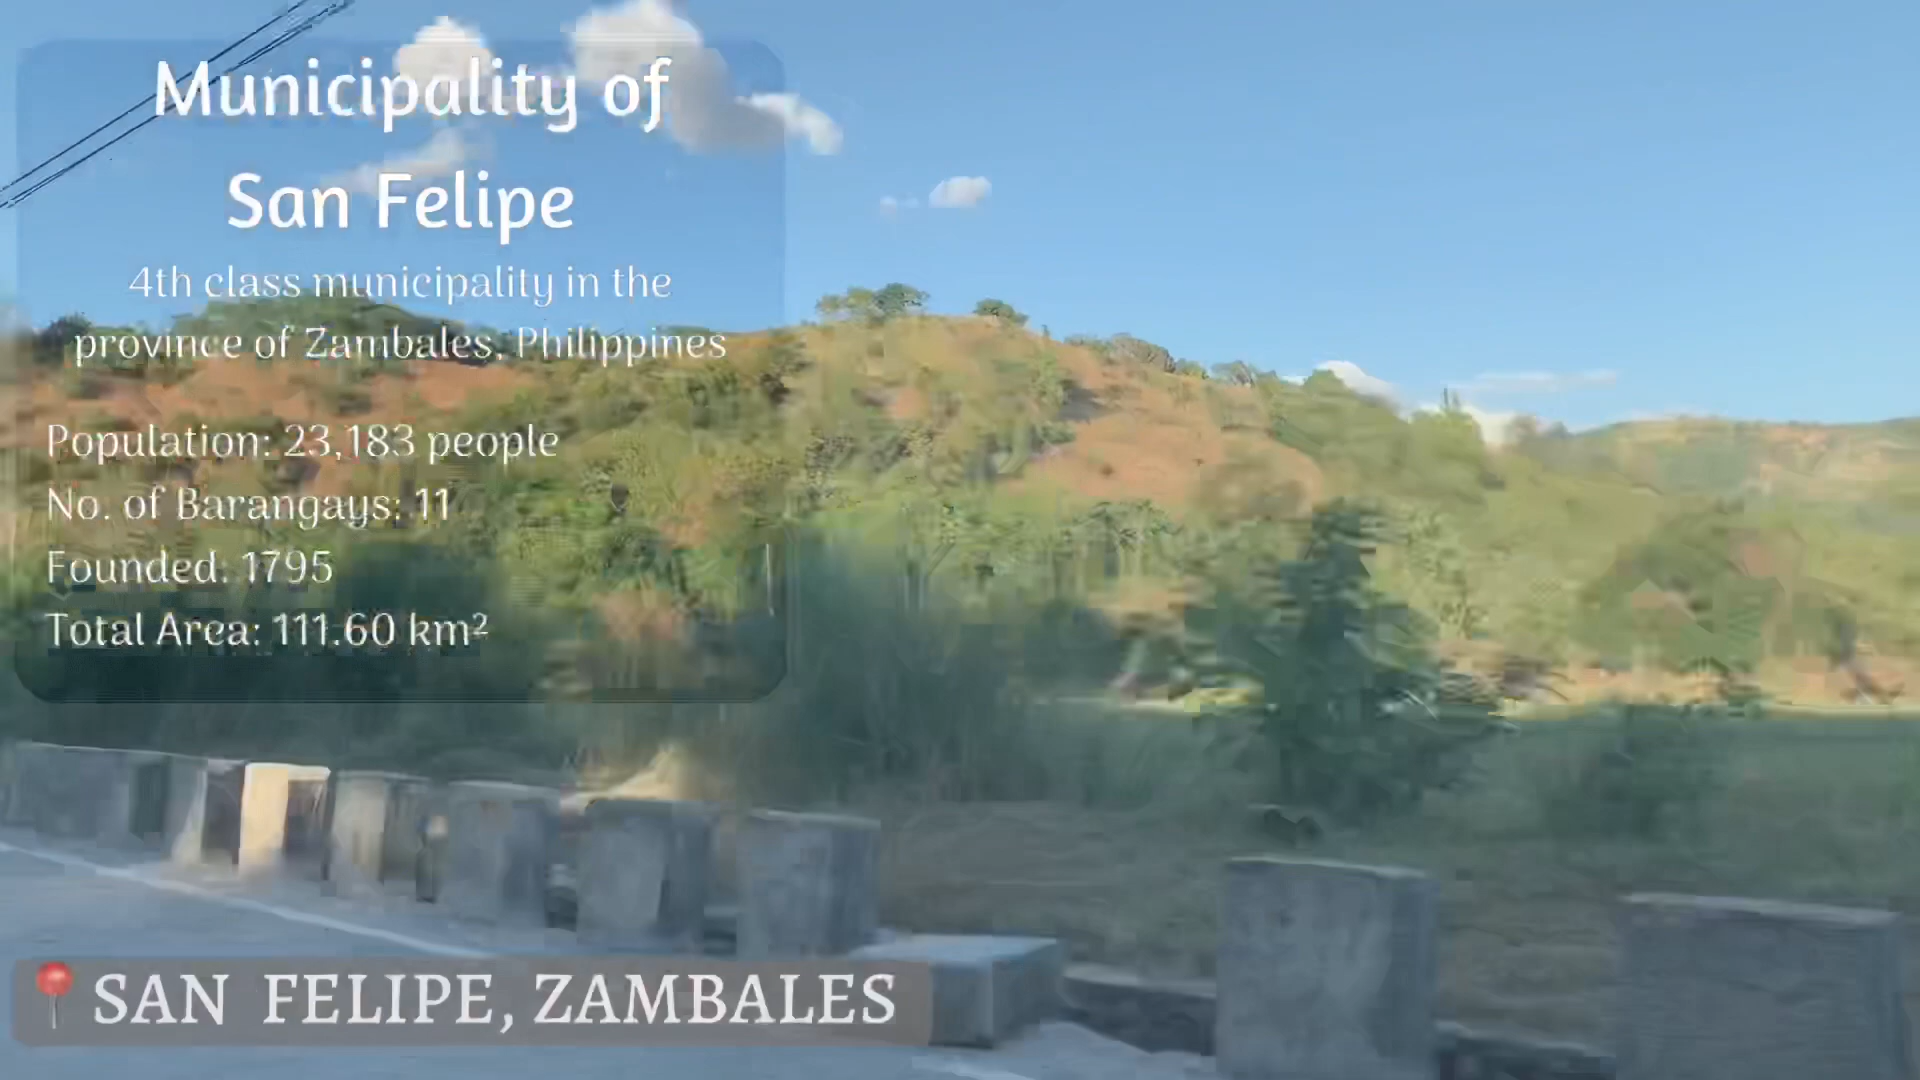 Municipality of
San Felipe
4th class municipality in the
province of Zambales, Philippines
Population: 23,183 people
No. of Barangays: 11
Founded: 1795
Total Area: 111.60 km²
SAN FELIPE, ZAMBALES